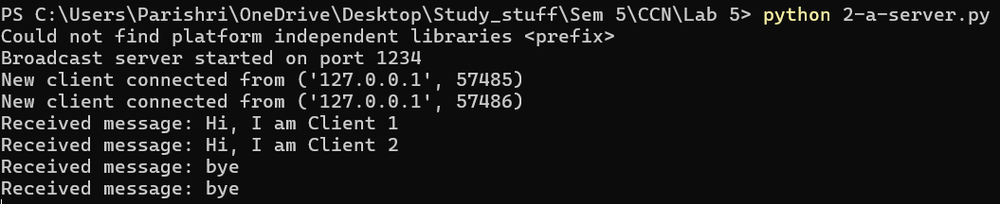 PS C:\Users\Parishri\OneDrive\Desktop\Study_stuff\Sem 5\CCN\Lab 5> python 2-a-server.py
Could not find platform independent libraries <prefix>
Broadcast server started on port 1234
New client connected from ('127.0.0.1', 57485)
New client connected from ('127.0.0.1', 57486)
Received message: Hi, I am Client 1
Received message: Hi, I am Client 2
Received message: bye
Received message: bye